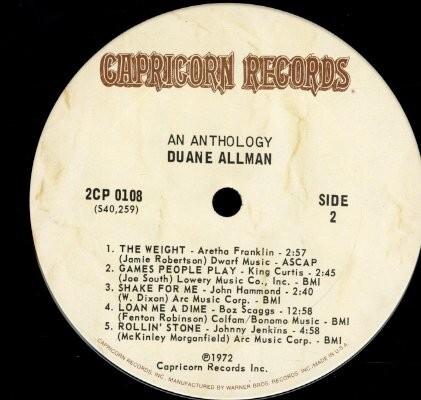 CAPRICORN RECORDS
AN ANTHOLOGY
DUANE ALLMAN
2CP 0108
(S40,259)
SIDE
2
1. THE WEIGHT - Aretha Franklin - 2:57
(Jamie Robertson) Dwarf Music - ASCAP
2. GAMES PEOPLE PLAY - King Curtis - 2:45
(Joe South) Lowery Music Co., Inc. - BMI
3. SHAKE FOR ME - John Hammond - 2:40
(W. Dixon) Arc Music Corp. - BMI
4. LOAN ME A DIME - Boz Scaggs - 12:58
(Fenton Robinson) Colfam/Bonomo Music - BMI
5. ROLLIN' STONE - Johnny Jenkins - 4:58
(McKinley Morganfield) Arc Music Corp. - BMI
℗1972
Capricorn Records Inc.
CAPRICORN RECORDS, INC., MANUFACTURED BY WARNER BROS. RECORDS INC., MADE IN U.S.A.